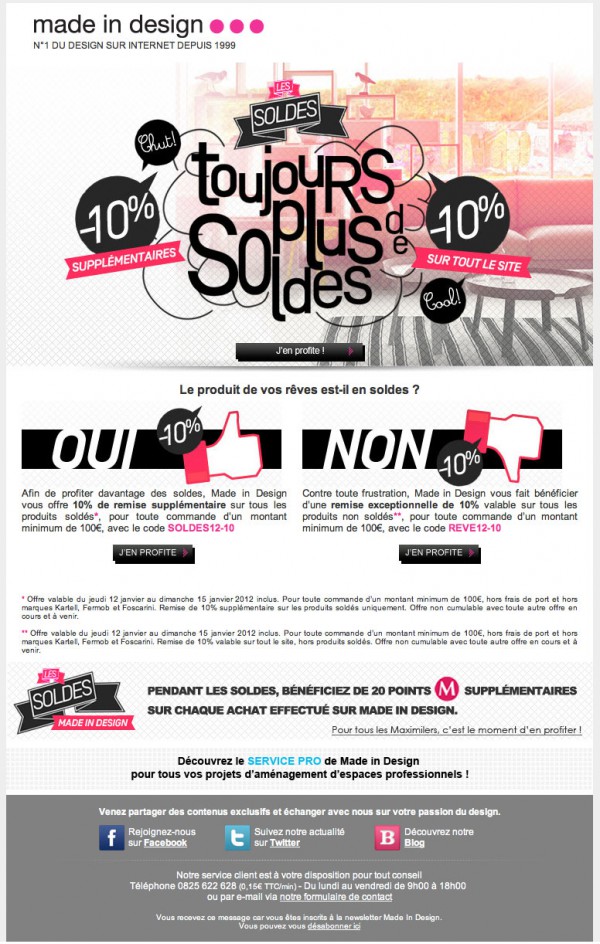 made in design
N°1 DU DESIGN SUR INTERNET DEPUIS 1999
LES
SOLDES
Chut!
toujours
plus
de
Soldes
-10%
SUPPLÉMENTAIRES
-10%
SUR TOUT LE SITE
Cool!
J'en profite !
Le produit de vos rêves est-il en soldes ?
OUI -10%
Afin de profiter davantage des soldes, Made in Design
vous offre 10% de remise supplémentaire sur tous les
produits soldés*, pour toute commande d'un montant
minimum de 100€, avec le code SOLDES12-10
J'EN PROFITE
NON -10%
Contre toute frustration, Made in Design vous fait bénéficier
d'une remise exceptionnelle de 10% valable sur tous les
produits non soldés**, pour toute commande d'un montant
minimum de 100€, avec le code REVE12-10
J'EN PROFITE
* Offre valable du jeudi 12 janvier au dimanche 15 janvier 2012 inclus. Pour toute commande d'un montant minimum de 100€, hors frais de port et hors
marques Kartell, Fermob et Foscarini. Remise de 10% supplémentaire sur les produits soldés uniquement. Offre non cumulable avec toute autre offre en
cours et à venir.
** Offre valable du jeudi 12 janvier au dimanche 15 janvier 2012 inclus. Pour toute commande d'un montant minimum de 100€, hors frais de port et hors
marques Kartell, Fermob et Foscarini. Remise de 10% valable sur tout le site, hors produits soldés. Offre non cumulable avec toute autre offre en cours et à
venir.
LES
SOLDES
MADE IN DESIGN
PENDANT LES SOLDES, BÉNÉFICIEZ DE 20 POINTS M SUPPLÉMENTAIRES
SUR CHAQUE ACHAT EFFECTUÉ SUR MADE IN DESIGN.
Pour tous les Maximilers, c'est le moment d'en profiter !
Découvrez le SERVICE PRO de Made in Design
pour tous vos projets d'aménagement d'espaces professionnels !
Venez partager des contenus exclusifs et échanger avec nous sur votre passion du design.
f Rejoignez-nous
sur Facebook
t Suivez notre actualité
sur Twitter
B Découvrez notre
Blog
Notre service client est à votre disposition pour tout conseil
Téléphone 0825 622 628 (0,15€ TTC/min) - Du lundi au vendredi de 9h00 à 18h00
ou par e-mail via notre formulaire de contact
Vous recevez ce message car vous êtes inscrits à la newsletter Made In Design.
Vous pouvez vous désabonner ici